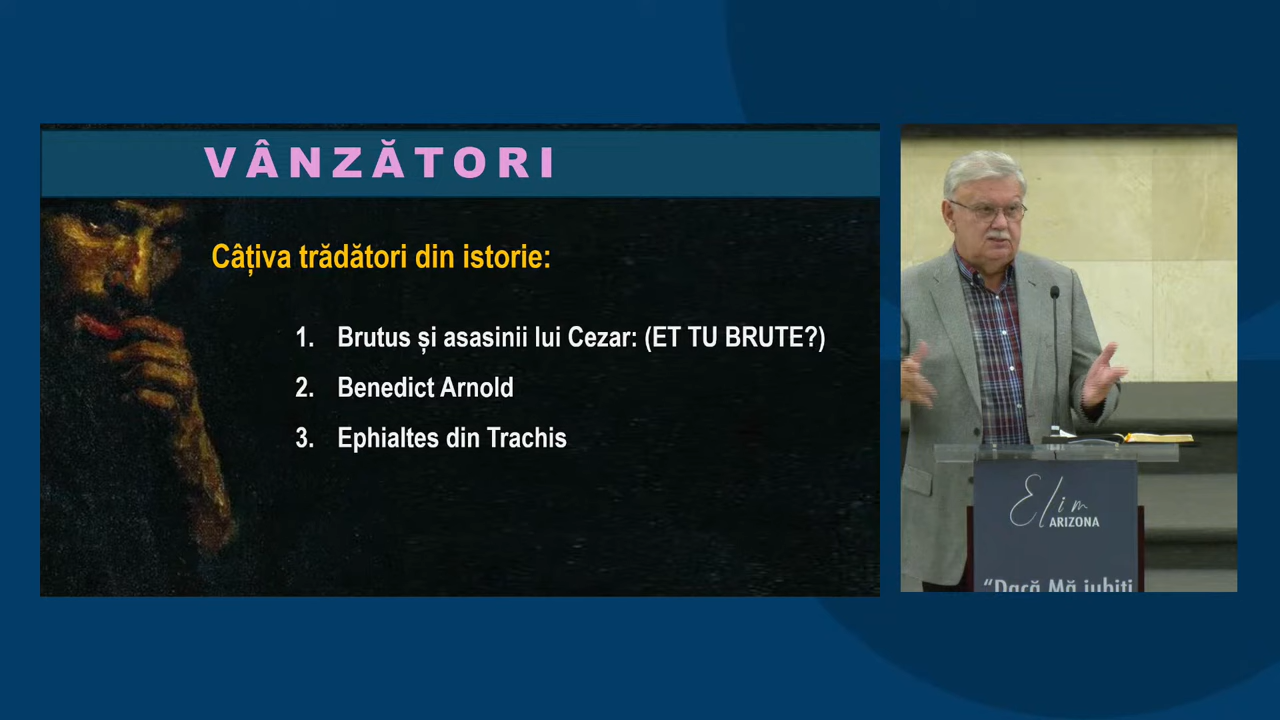 VÂNZĂTORI
Câțiva trădători din istorie:
1. Brutus și asasinii lui Cezar: (ET TU BRUTE?)
2. Benedict Arnold
3. Ephialtes din Trachis
Elim
ARIZONA
“Dacă Mă iubiți